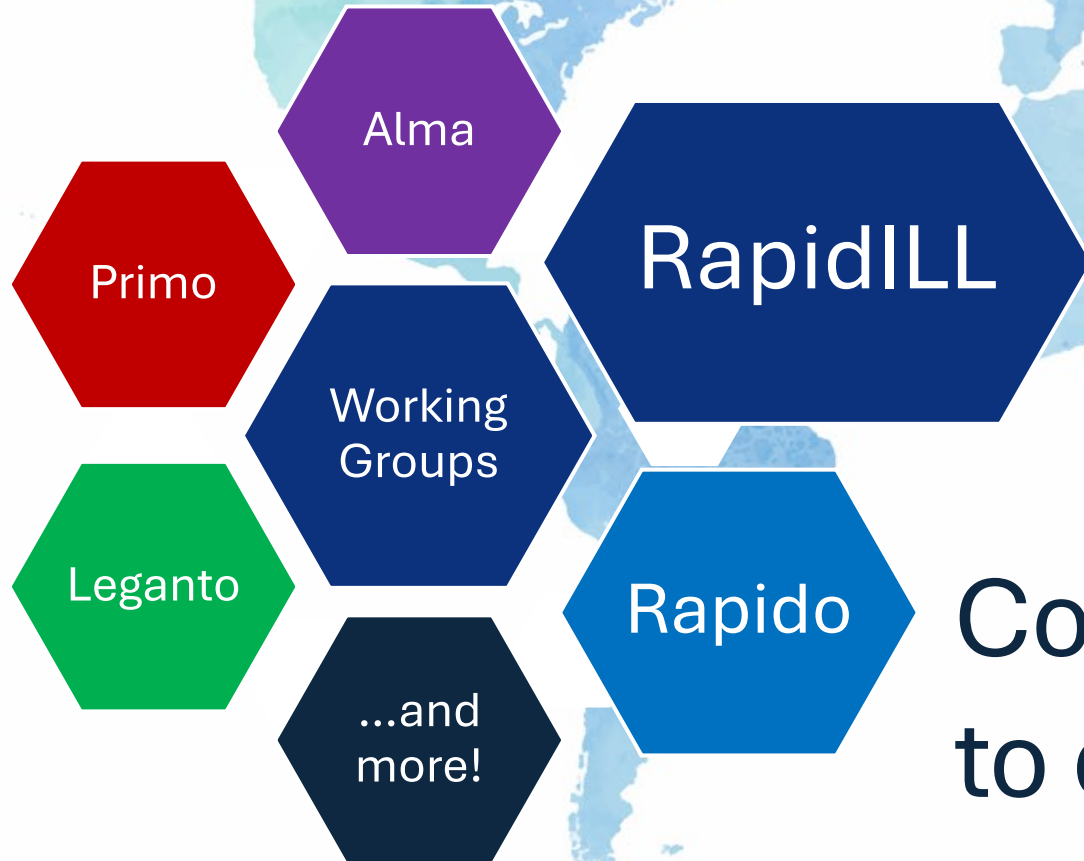 Alma
RapidILL
Primo
Working
Groups
Leganto
Rapido
...and
more!